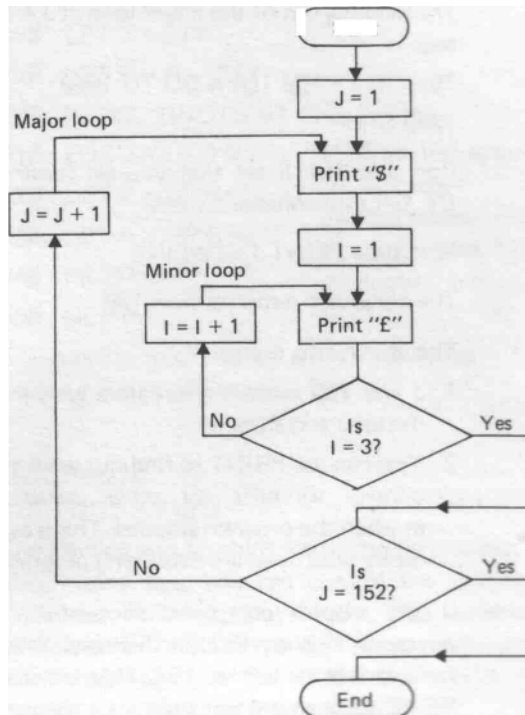 J = 1
Major loop
Print "$"
J = J + 1
I = 1
Minor loop
I = I + 1
Print "£"
No
Is
I = 3?
Yes
No
Is
J = 152?
Yes
End